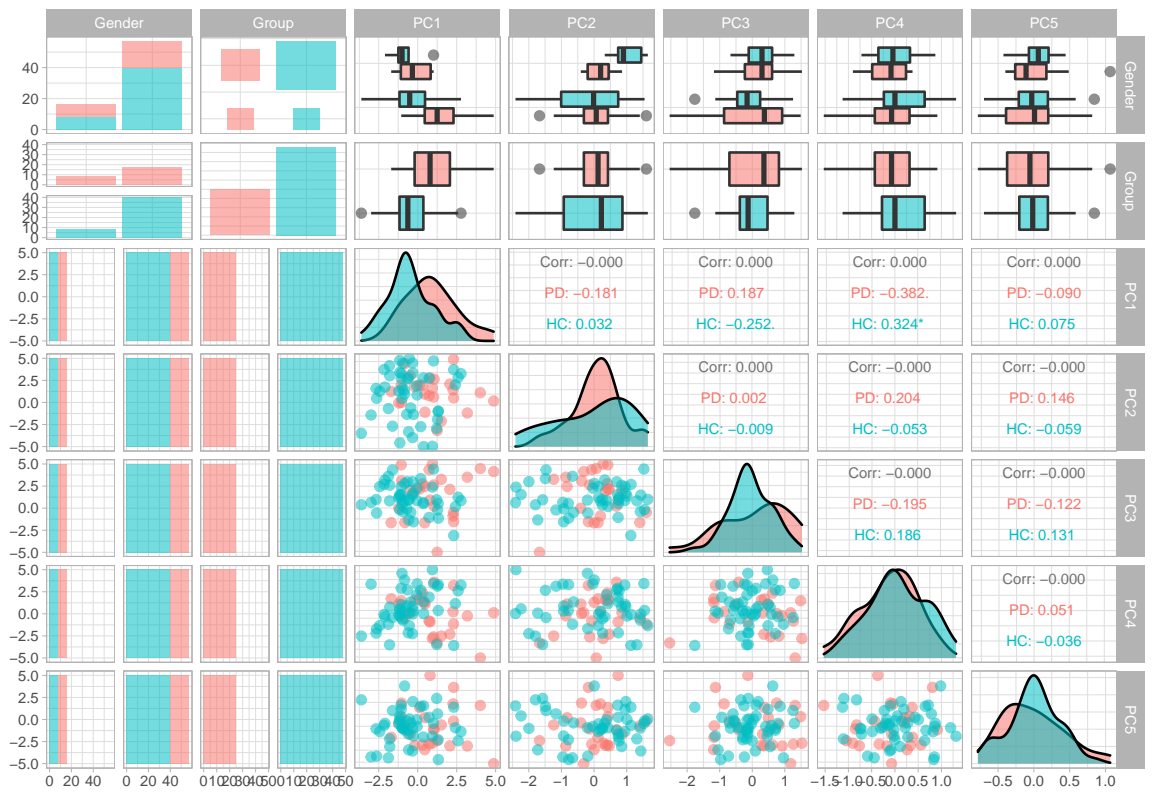 Gender Group PC1 PC2 PC3 PC4 PC5
40
20
0
Gender
40
30
20
10
0
40
30
20
10
0
Group
5.0
2.5
0.0
−2.5
−5.0
Corr: −0.000
PD: −0.181
HC: 0.032
Corr: 0.000
PD: 0.187
HC: −0.252.
Corr: 0.000
PD: −0.382.
HC: 0.324*
Corr: 0.000
PD: −0.090
HC: 0.075
PC1
5.0
2.5
0.0
−2.5
−5.0
Corr: 0.000
PD: 0.002
HC: −0.009
Corr: −0.000
PD: 0.204
HC: −0.053
Corr: −0.000
PD: 0.146
HC: −0.059
PC2
5.0
2.5
0.0
−2.5
−5.0
Corr: −0.000
PD: −0.195
HC: 0.186
Corr: −0.000
PD: −0.122
HC: 0.131
PC3
5.0
2.5
0.0
−2.5
−5.0
Corr: −0.000
PD: 0.051
HC: −0.036
PC4
5.0
2.5
0.0
−2.5
−5.0
PC5
0 20 40
0 20 40
0 10 20 30 40 50
0 10 20 30 40 50
−2.5 0.0 2.5 5.0
−2 −1 0 1
−2 −1 0 1
−1.5 −1.0 −0.5 0.0 0.5 1.0
−0.5 0.0 0.5 1.0